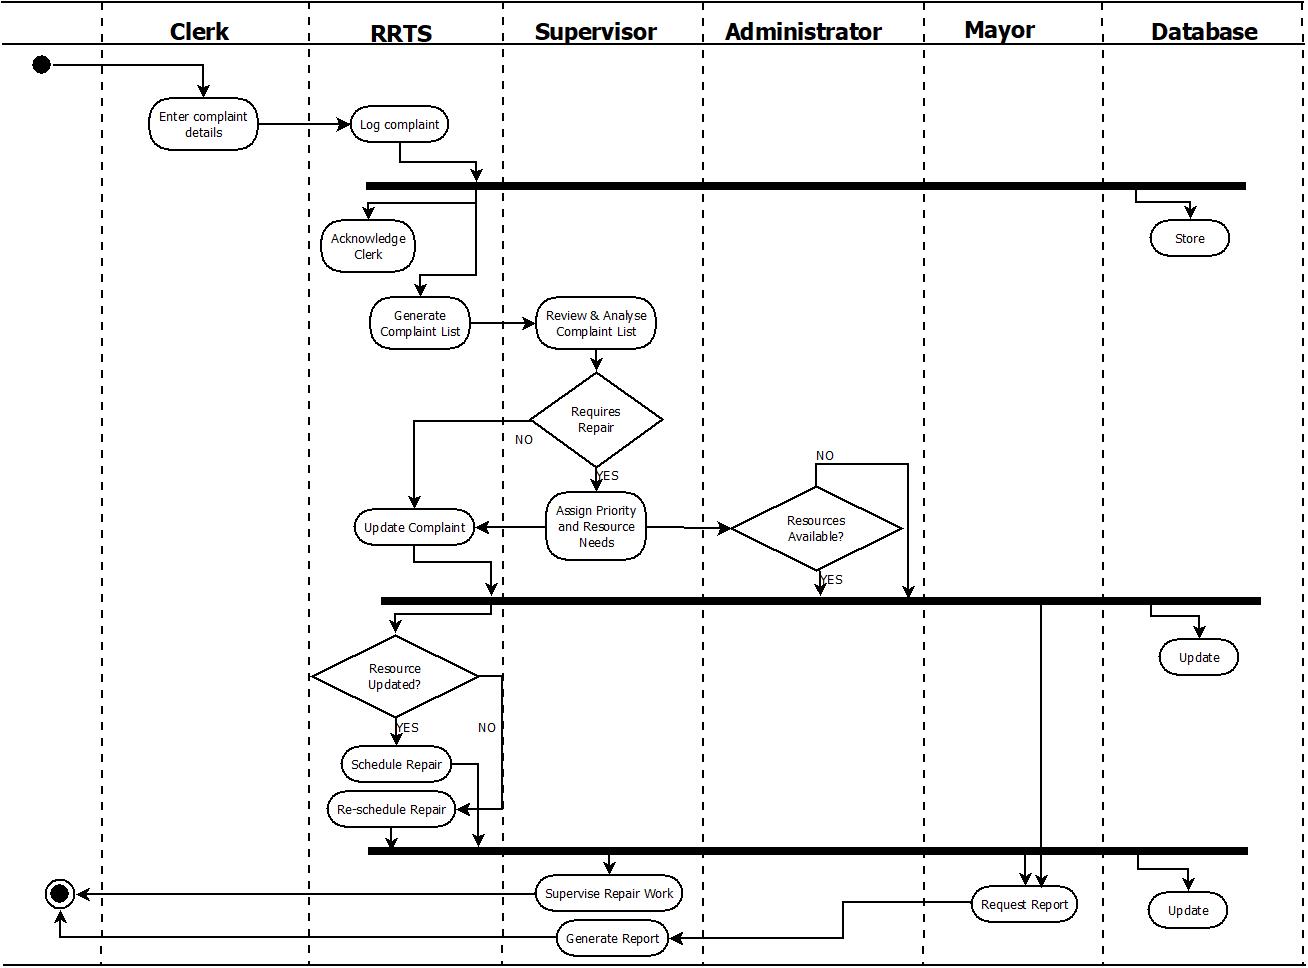 Clerk
RRTS
Supervisor
Administrator
Mayor
Database
Enter complaint
details
Log complaint
Acknowledge
Clerk
Store
Generate
Complaint List
Review & Analyse
Complaint List
Requires
Repair
NO
YES
NO
Update Complaint
Assign Priority
and Resource
Needs
Resources
Available?
YES
Resource
Updated?
Update
YES
NO
Schedule Repair
Re-schedule Repair
Supervise Repair Work
Request Report
Update
Generate Report